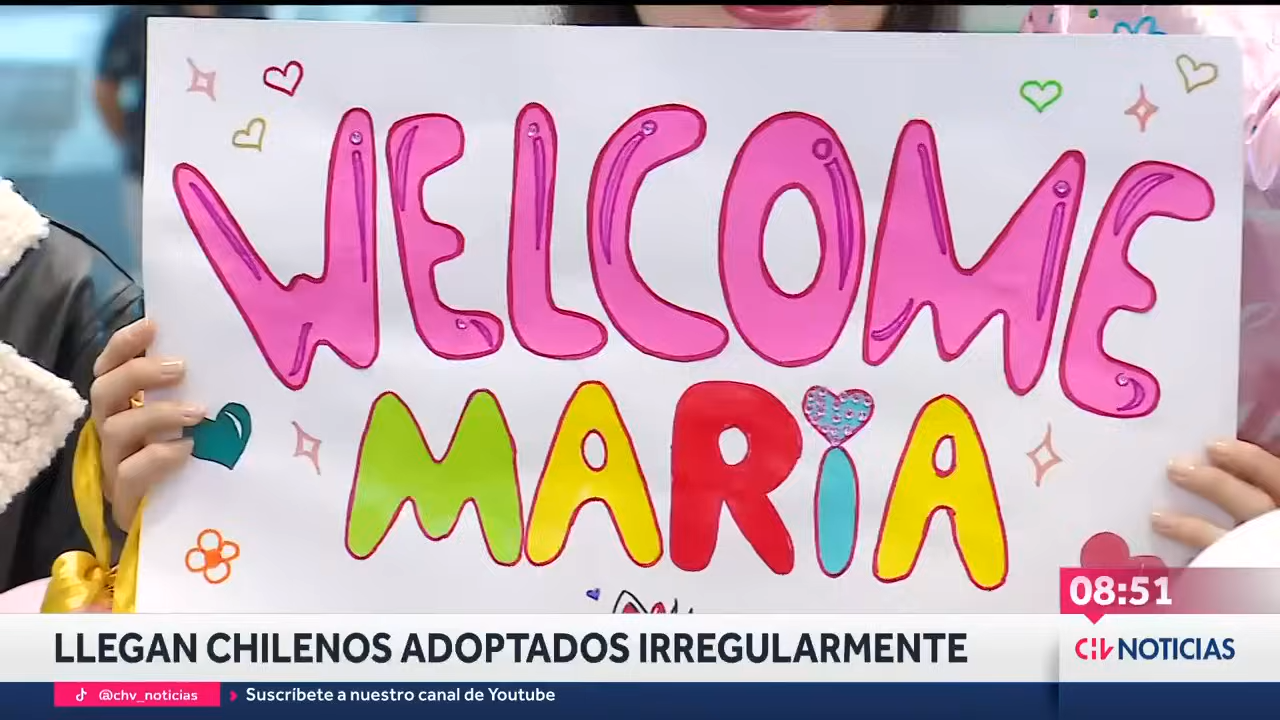 WELCOME
MARiA
08:51
LLEGAN CHILENOS ADOPTADOS IRREGULARMENTE
CHV NOTICIAS
@chv_noticias
Suscríbete a nuestro canal de Youtube